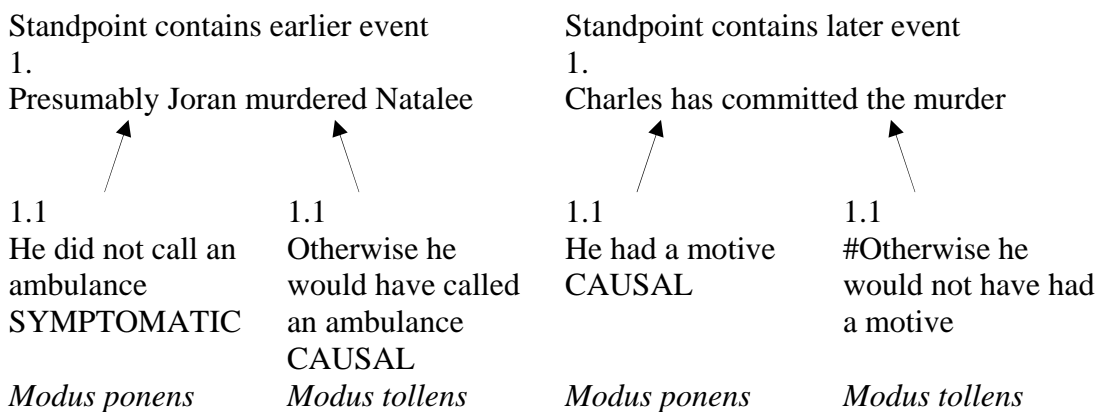 Standpoint contains earlier event
1.
Presumably Joran murdered Natalee
1.1
He did not call an
ambulance
SYMPTOMATIC
Modus ponens
1.1
Otherwise he
would have called
an ambulance
CAUSAL
Modus tollens
Standpoint contains later event
1.
Charles has committed the murder
1.1
He had a motive
CAUSAL
Modus ponens
1.1
#Otherwise he
would not have had
a motive
Modus tollens